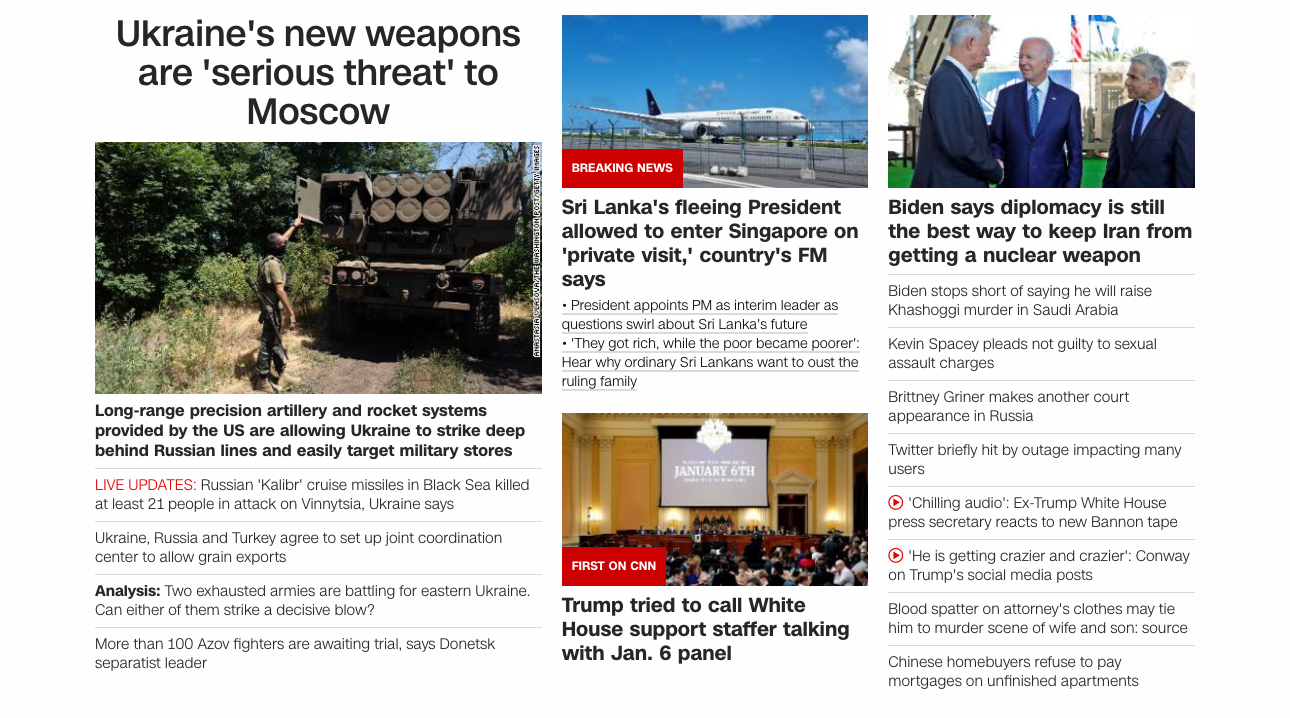 Ukraine's new weapons
are 'serious threat' to
Moscow
ANASTASIA VLASOVA/THE WASHINGTON POST/GETTY IMAGES
Long-range precision artillery and rocket systems
provided by the US are allowing Ukraine to strike deep
behind Russian lines and easily target military stores
LIVE UPDATES: Russian 'Kalibr' cruise missiles in Black Sea killed
at least 21 people in attack on Vinnytsia, Ukraine says
Ukraine, Russia and Turkey agree to set up joint coordination
center to allow grain exports
Analysis: Two exhausted armies are battling for eastern Ukraine.
Can either of them strike a decisive blow?
More than 100 Azov fighters are awaiting trial, says Donetsk
separatist leader
BREAKING NEWS
Sri Lanka's fleeing President
allowed to enter Singapore on
'private visit,' country's FM
says
• President appoints PM as interim leader as
questions swirl about Sri Lanka's future
• 'They got rich, while the poor became poorer':
Hear why ordinary Sri Lankans want to oust the
ruling family
JANUARY 6TH
FIRST ON CNN
Trump tried to call White
House support staffer talking
with Jan. 6 panel
Biden says diplomacy is still
the best way to keep Iran from
getting a nuclear weapon
Biden stops short of saying he will raise
Khashoggi murder in Saudi Arabia
Kevin Spacey pleads not guilty to sexual
assault charges
Brittney Griner makes another court
appearance in Russia
Twitter briefly hit by outage impacting many
users
'Chilling audio': Ex-Trump White House
press secretary reacts to new Bannon tape
'He is getting crazier and crazier': Conway
on Trump's social media posts
Blood spatter on attorney's clothes may tie
him to murder scene of wife and son: source
Chinese homebuyers refuse to pay
mortgages on unfinished apartments